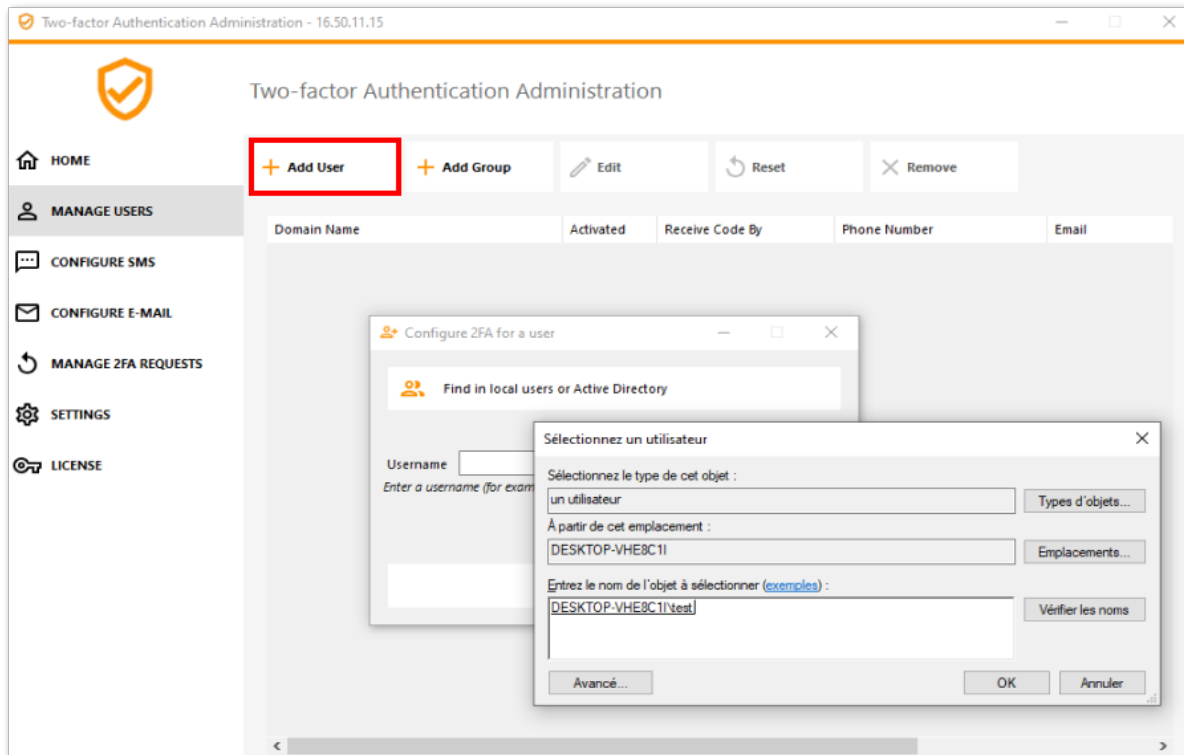 Two-factor Authentication Administration - 16.50.11.15
Two-factor Authentication Administration
HOME
MANAGE USERS
CONFIGURE SMS
CONFIGURE E-MAIL
MANAGE 2FA REQUESTS
SETTINGS
LICENSE
Add User Add Group Edit Reset Remove
Domain Name Activated Receive Code By Phone Number Email
Configure 2FA for a user
Find in local users or Active Directory
Username
Enter a username (for exam
Sélectionnez un utilisateur
Sélectionnez le type de cet objet :
un utilisateur Types d'objets...
À partir de cet emplacement :
DESKTOP-VHE8C1I Emplacements...
Entrez le nom de l'objet à sélectionner (exemples) :
DESKTOP-VHE8C1I\test Vérifier les noms
Avancé... OK Annuler